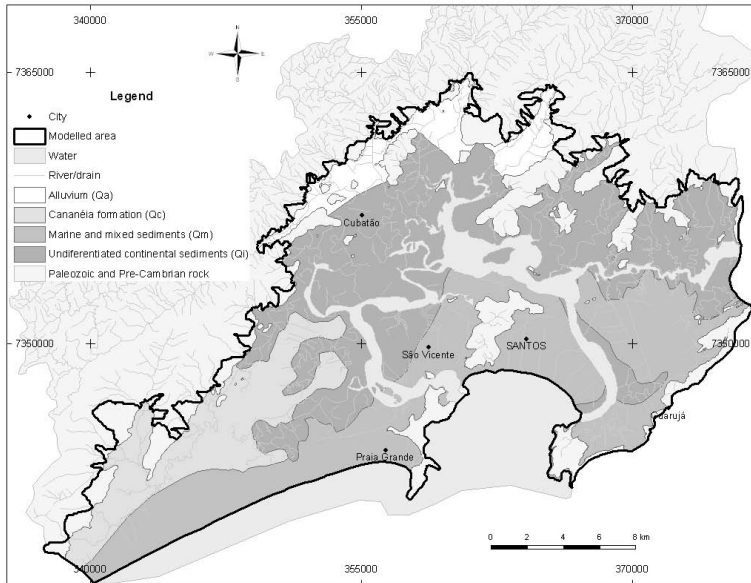 340000 355000 370000
7365000 7365000
N
W E
S
Legend
City
Modelled area
Water
River/drain
Alluvium (Qa)
Cananéia formation (Qc)
Marine and mixed sediments (Qm)
Undiferentiated continental sediments (Qi)
Paleozoic and Pre-Cambrian rock
Cubatão
7350000 7350000
São Vicente SANTOS
Guarujá
Praia Grande
0 2 4 6 8 km
340000 355000 370000